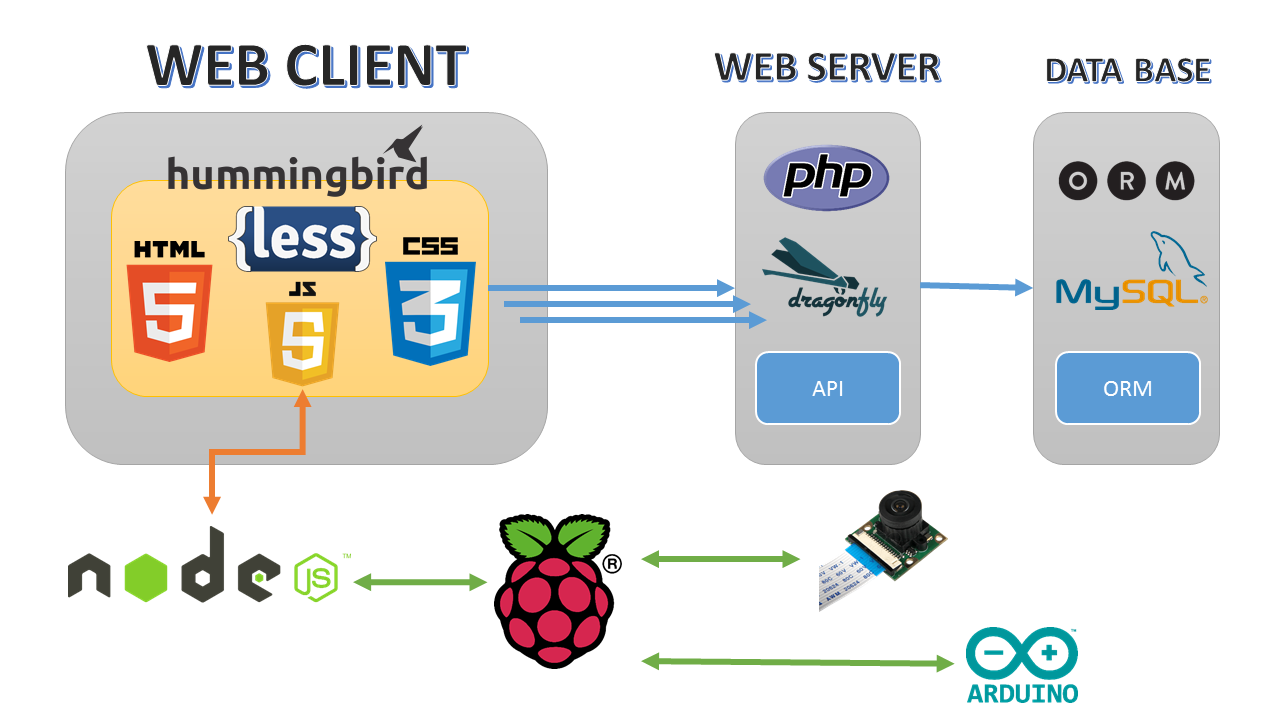 WEB CLIENT
WEB SERVER
DATA BASE
hummingbird
{less}
HTML
5
JS
5
CSS
3
php
dragonfly
API
O R M
MySQL®
ORM
node
JS™
®
ARDUINO™